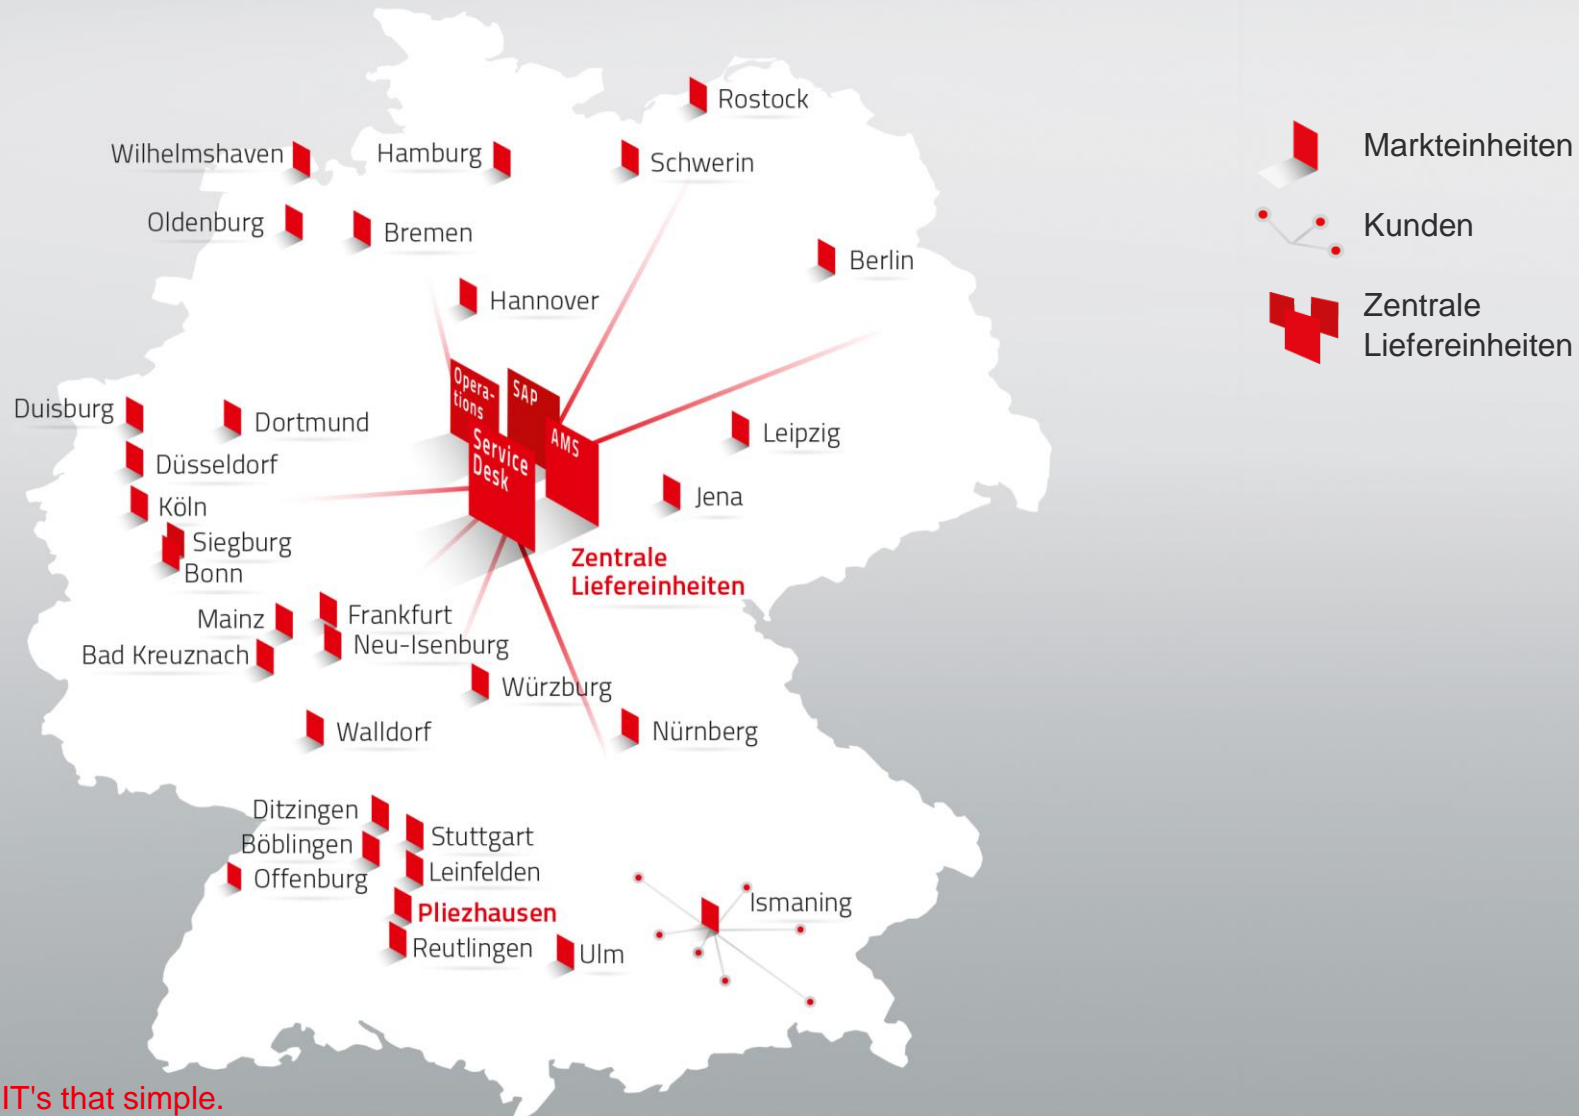 Rostock
Wilhelmshaven
Hamburg
Schwerin
Oldenburg
Bremen
Berlin
Hannover
Opera-
tions
SAP
AMS
Service
Desk
Duisburg
Dortmund
Leipzig
Düsseldorf
Köln
Jena
Siegburg
Bonn
Zentrale
Liefereinheiten
Mainz
Frankfurt
Neu-Isenburg
Bad Kreuznach
Würzburg
Walldorf
Nürnberg
Ditzingen
Stuttgart
Böblingen
Leinfelden
Offenburg
Pliezhausen
Ismaning
Reutlingen
Ulm
Markteinheiten
Kunden
Zentrale
Liefereinheiten
IT's that simple.